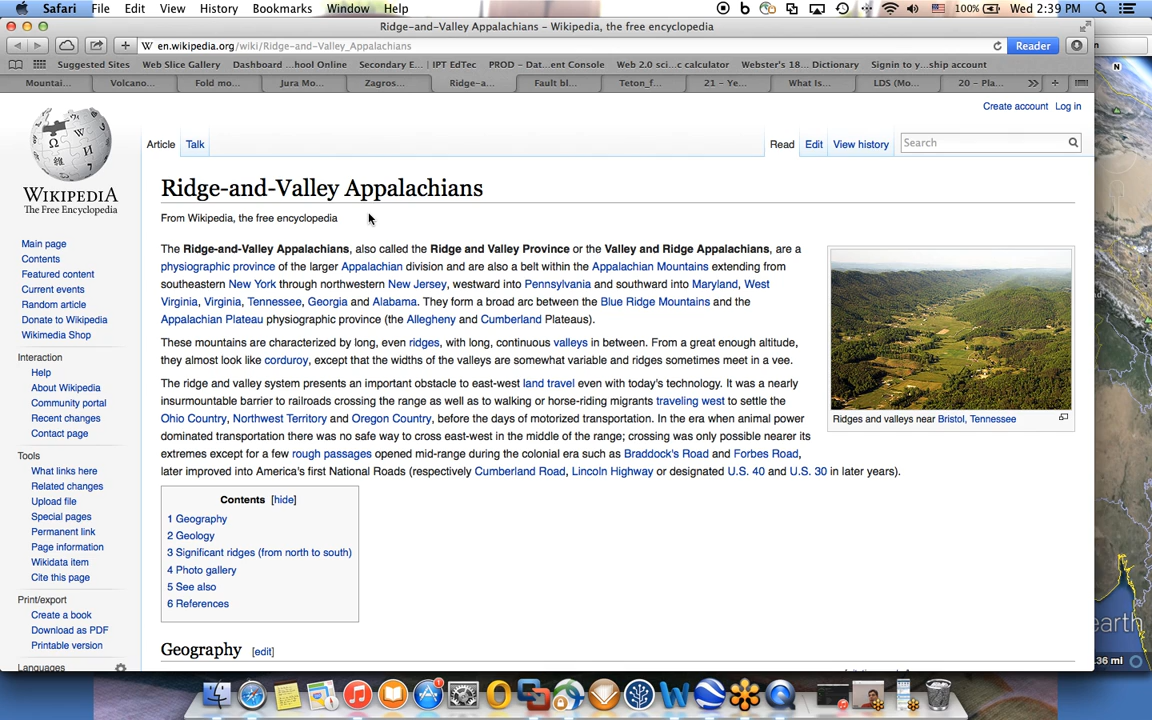 Safari File Edit View History Bookmarks Window Help 100% Wed 2:39 PM
Ridge-and-Valley Appalachians – Wikipedia, the free encyclopedia
W en.wikipedia.org/wiki/Ridge-and-Valley_Appalachians Reader
Suggested Sites Web Slice Gallery Dashboard ...hool Online Secondary E... | IPT EdTec PROD - Dat...ent Console Web 2.0 sci...c calculator Webster's 18... Dictionary Signin to y...ship account
Mountai... Volcano... Fold mo... Jura Mo... Zagros... Ridge-a... Fault bl... Teton_f... 21 – Ye... What Is... LDS (Mo... 20 – Pla...
N
Create account Log in
Article Talk Read Edit View history Search
WIKIPEDIA
The Free Encyclopedia
Main page
Contents
Featured content
Current events
Random article
Donate to Wikipedia
Wikimedia Shop
Interaction
Help
About Wikipedia
Community portal
Recent changes
Contact page
Tools
What links here
Related changes
Upload file
Special pages
Permanent link
Page information
Wikidata item
Cite this page
Print/export
Create a book
Download as PDF
Printable version
Languages
Ridge-and-Valley Appalachians
From Wikipedia, the free encyclopedia
The Ridge-and-Valley Appalachians, also called the Ridge and Valley Province or the Valley and Ridge Appalachians, are a
physiographic province of the larger Appalachian division and are also a belt within the Appalachian Mountains extending from
southeastern New York through northwestern New Jersey, westward into Pennsylvania and southward into Maryland, West
Virginia, Virginia, Tennessee, Georgia and Alabama. They form a broad arc between the Blue Ridge Mountains and the
Appalachian Plateau physiographic province (the Allegheny and Cumberland Plateaus).
These mountains are characterized by long, even ridges, with long, continuous valleys in between. From a great enough altitude,
they almost look like corduroy, except that the widths of the valleys are somewhat variable and ridges sometimes meet in a vee.
The ridge and valley system presents an important obstacle to east-west land travel even with today's technology. It was a nearly
insurmountable barrier to railroads crossing the range as well as to walking or horse-riding migrants traveling west to settle the
Ohio Country, Northwest Territory and Oregon Country, before the days of motorized transportation. In the era when animal power
dominated transportation there was no safe way to cross east-west in the middle of the range; crossing was only possible nearer its
extremes except for a few rough passages opened mid-range during the colonial era such as Braddock's Road and Forbes Road,
later improved into America's first National Roads (respectively Cumberland Road, Lincoln Highway or designated U.S. 40 and U.S. 30 in later years).
Ridges and valleys near Bristol, Tennessee
Contents [hide]
1 Geography
2 Geology
3 Significant ridges (from north to south)
4 Photo gallery
5 See also
6 References
Geography [edit]
earth
36 mi